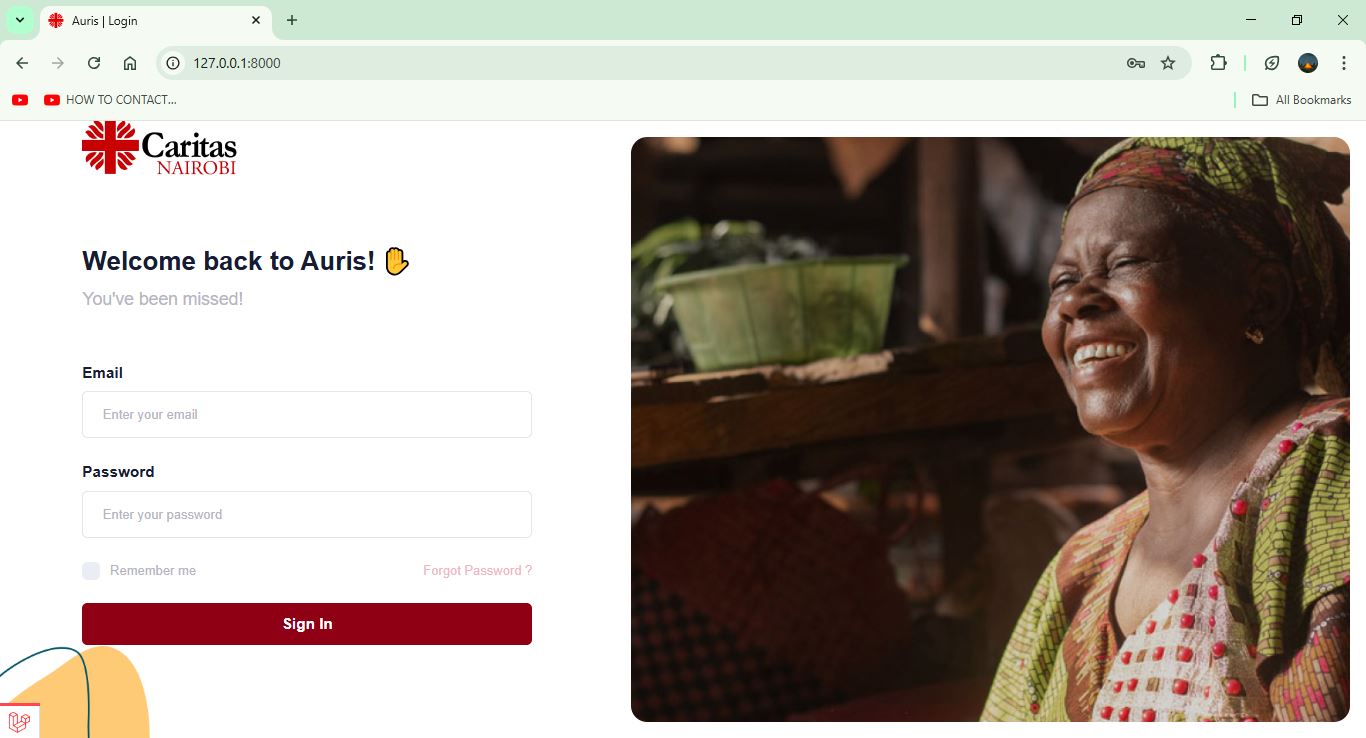 Auris | Login
127.0.0.1:8000
HOW TO CONTACT...
All Bookmarks
Caritas
NAIROBI
Welcome back to Auris! ✋
You've been missed!
Email
Enter your email
Password
Enter your password
Remember me
Forgot Password ?
Sign In